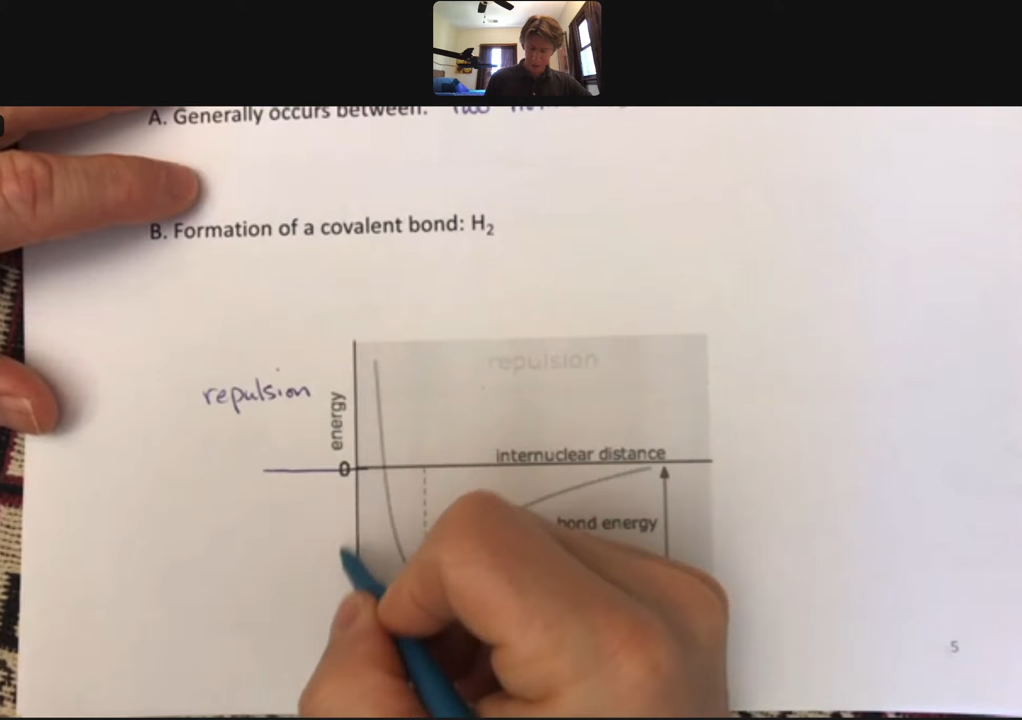 A. Generally occurs between:
B. Formation of a covalent bond: H₂
repulsion
repulsion
energy
internuclear distance
0
bond energy
5